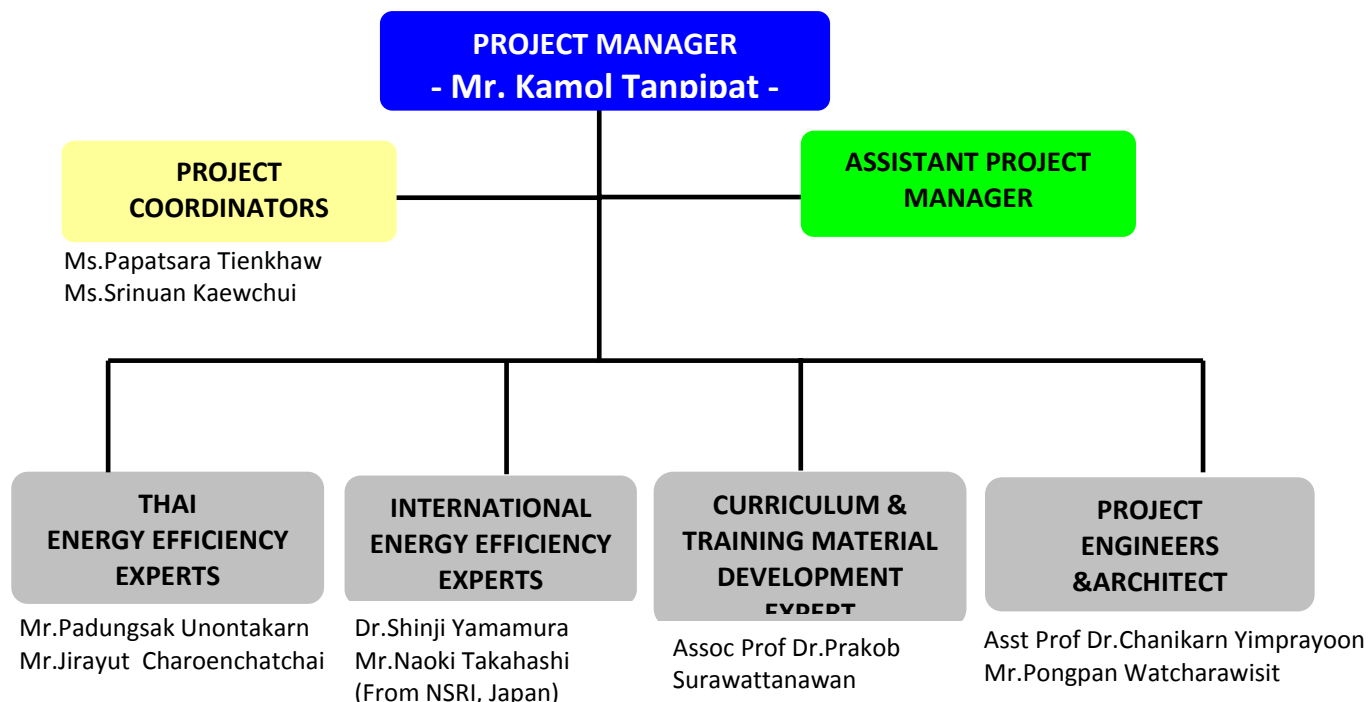 PROJECT MANAGER
- Mr. Kamol Tanpipat -
PROJECT
COORDINATORS
ASSISTANT PROJECT
MANAGER
Ms.Papatsara Tienkhaw
Ms.Srinuan Kaewchui
THAI
ENERGY EFFICIENCY
EXPERTS
Mr.Padungsak Unontakarn
Mr.Jirayut Charoenchatchai
INTERNATIONAL
ENERGY EFFICIENCY
EXPERTS
Dr.Shinji Yamamura
Mr.Naoki Takahashi
(From NSRI, Japan)
CURRICULUM &
TRAINING MATERIAL
DEVELOPMENT
EXPERT
Assoc Prof Dr.Prakob
Surawattanawan
PROJECT
ENGINEERS
&ARCHITECT
Asst Prof Dr.Chanikarn Yimprayoon
Mr.Pongpan Watcharawisit